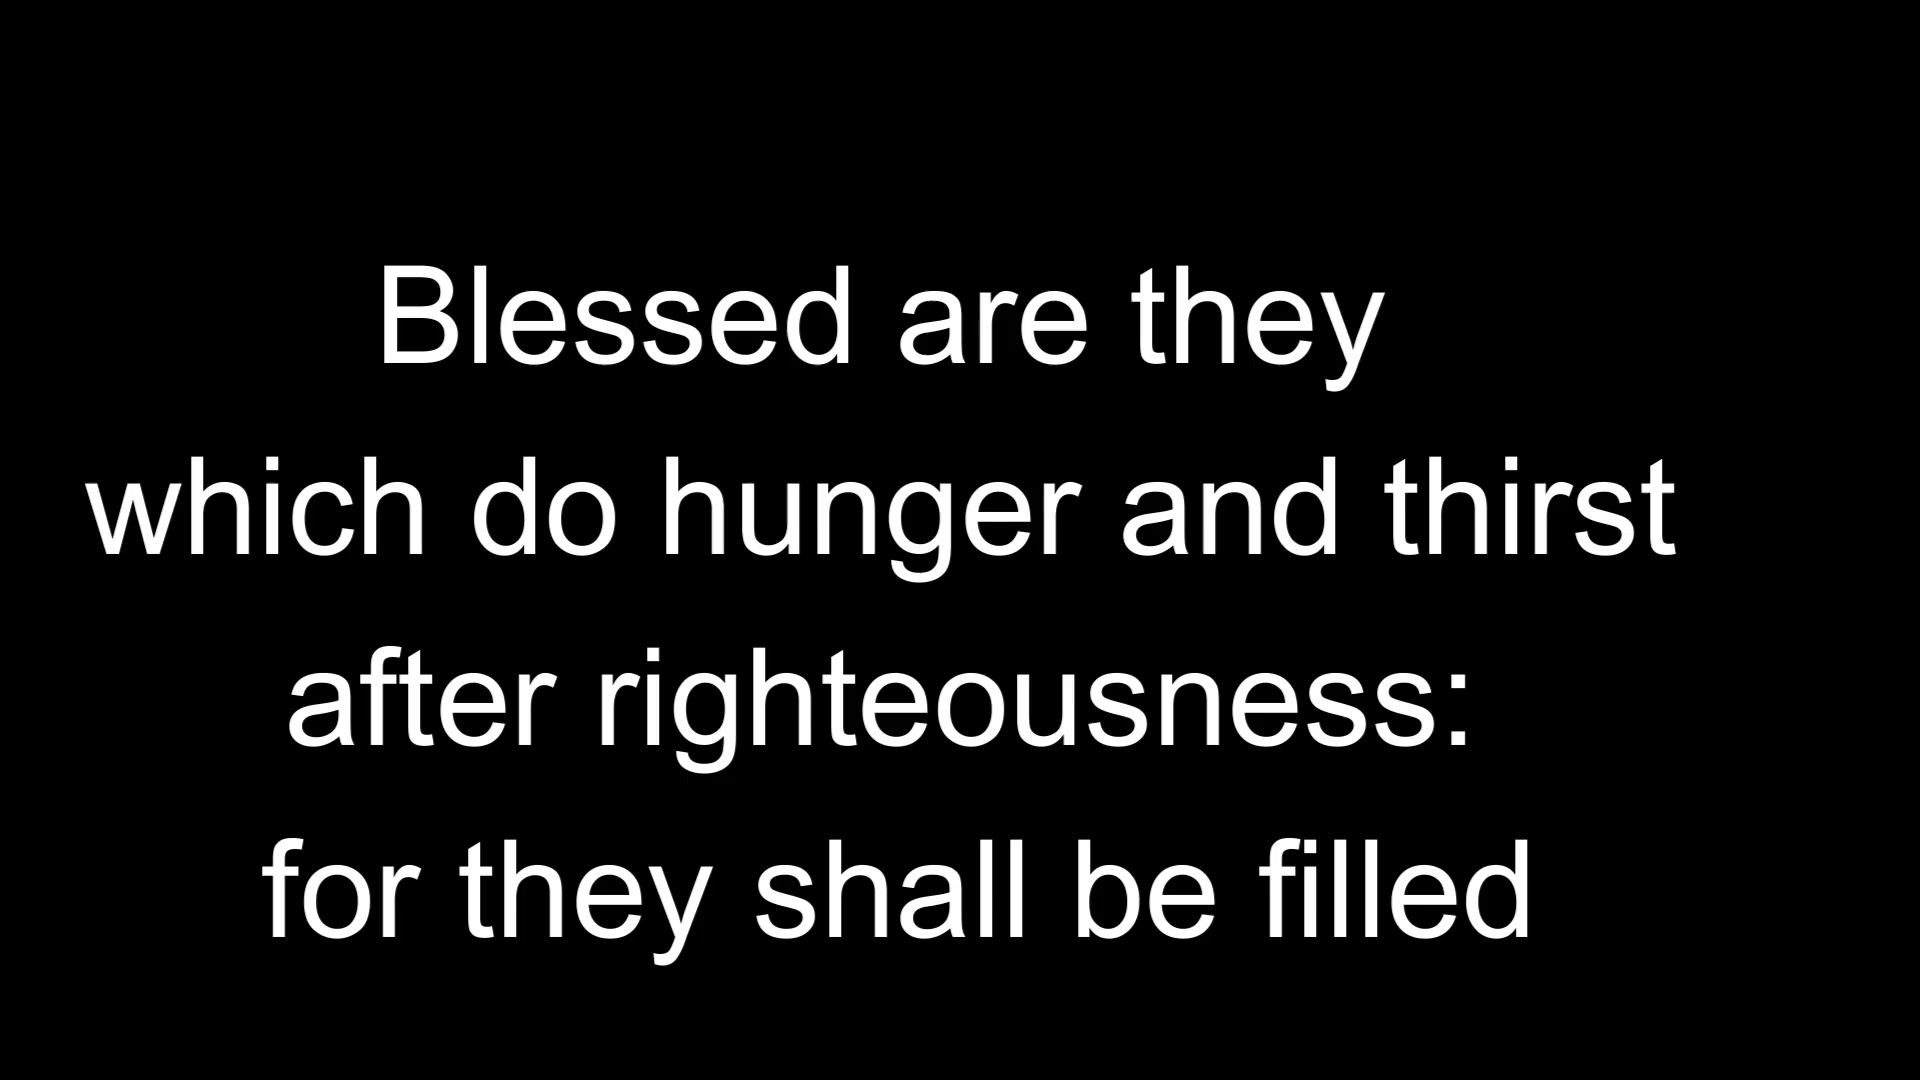 Blessed are they
which do hunger and thirst
after righteousness:
for they shall be filled